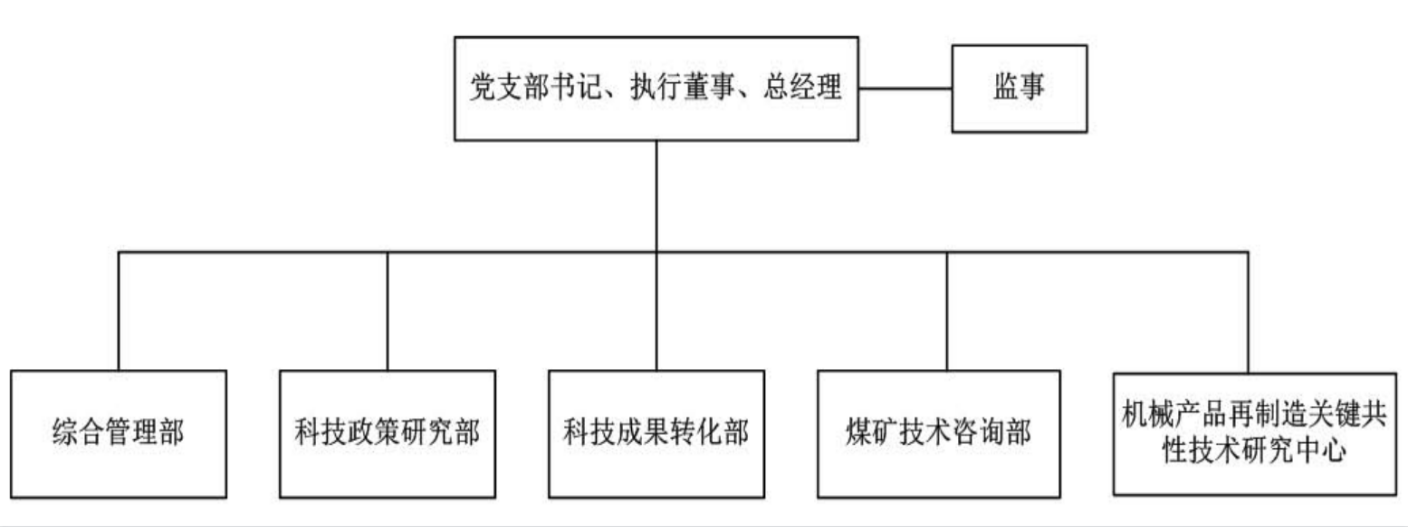 党支部书记、执行董事、总经理
监事
综合管理部
科技政策研究部
科技成果转化部
煤矿技术咨询部
机械产品再制造关键共
性技术研究中心